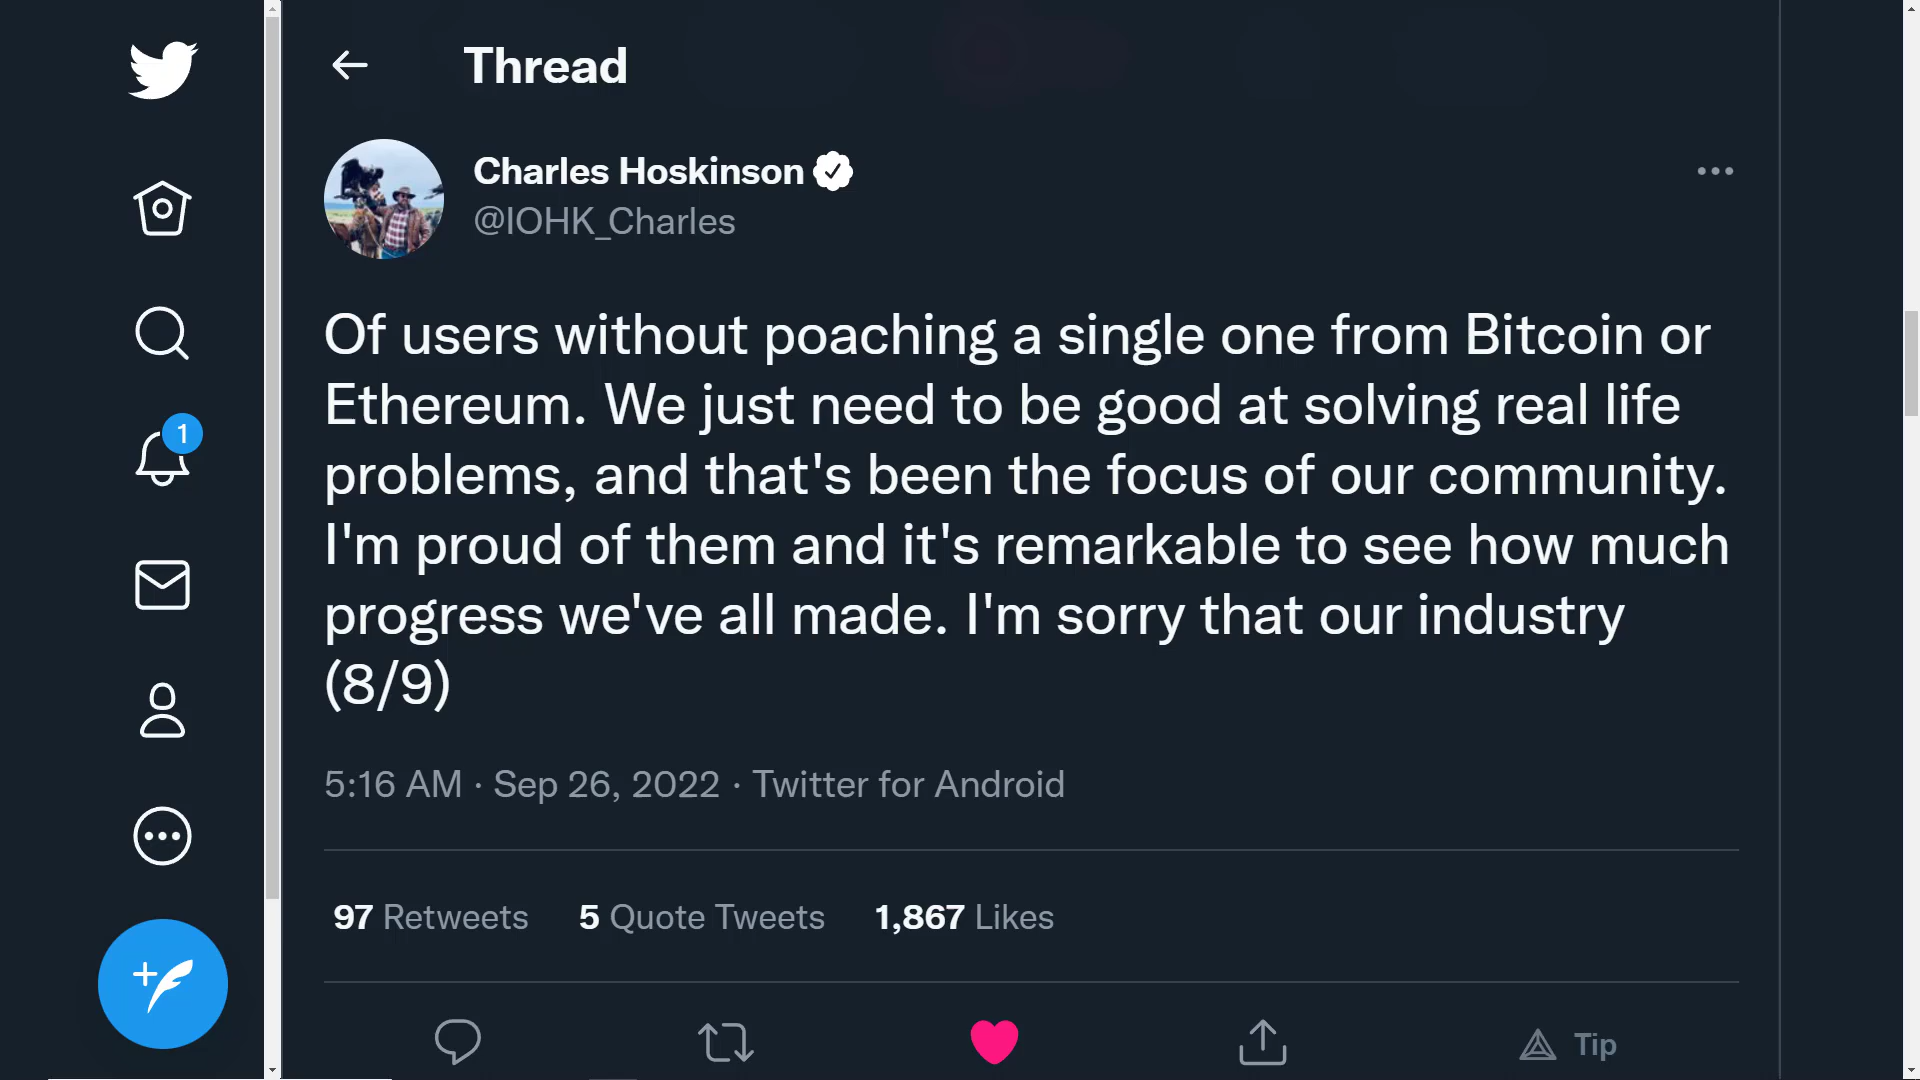 Thread
Charles Hoskinson
@IOHK_Charles
Of users without poaching a single one from Bitcoin or
Ethereum. We just need to be good at solving real life
problems, and that's been the focus of our community.
I'm proud of them and it's remarkable to see how much
progress we've all made. I'm sorry that our industry
(8/9)
1
5:16 AM · Sep 26, 2022 · Twitter for Android
97 Retweets 5 Quote Tweets 1,867 Likes
Tip